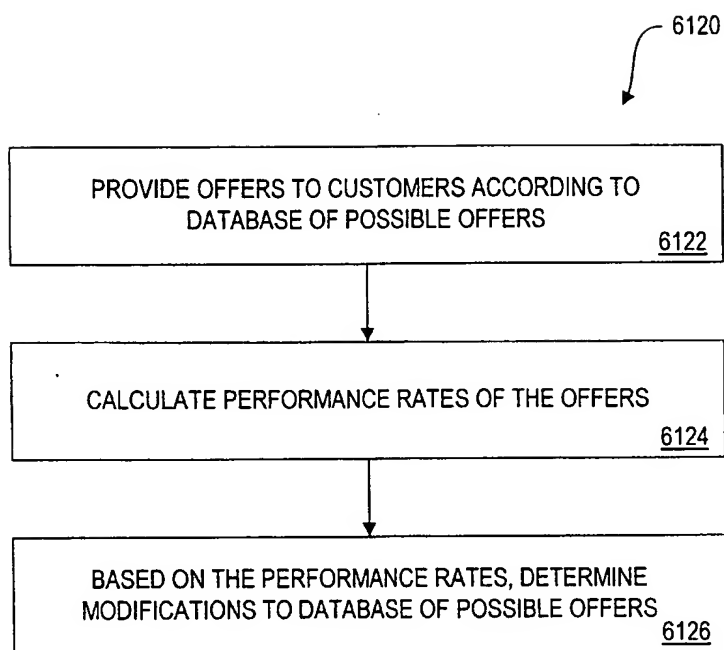 6120
PROVIDE OFFERS TO CUSTOMERS ACCORDING TO
DATABASE OF POSSIBLE OFFERS
6122
CALCULATE PERFORMANCE RATES OF THE OFFERS
6124
BASED ON THE PERFORMANCE RATES, DETERMINE
MODIFICATIONS TO DATABASE OF POSSIBLE OFFERS
6126